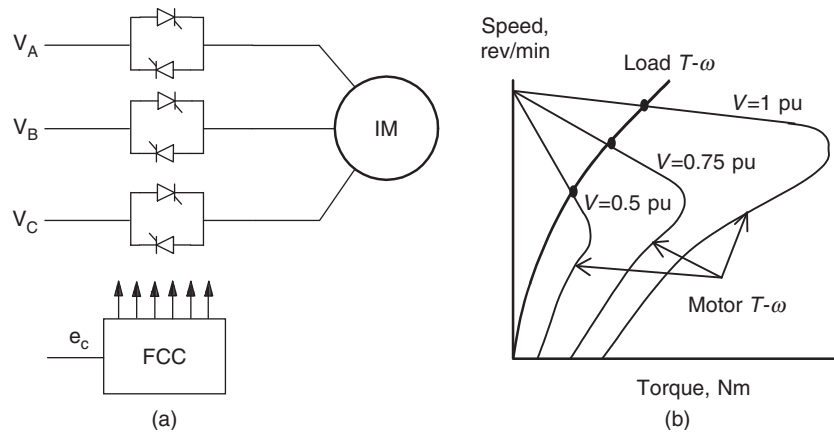 V_A
V_B
V_C
IM
e_c
FCC
(a)
Speed,
rev/min
Load T-ω
V=1 pu
V=0.75 pu
V=0.5 pu
Motor T-ω
Torque, Nm
(b)